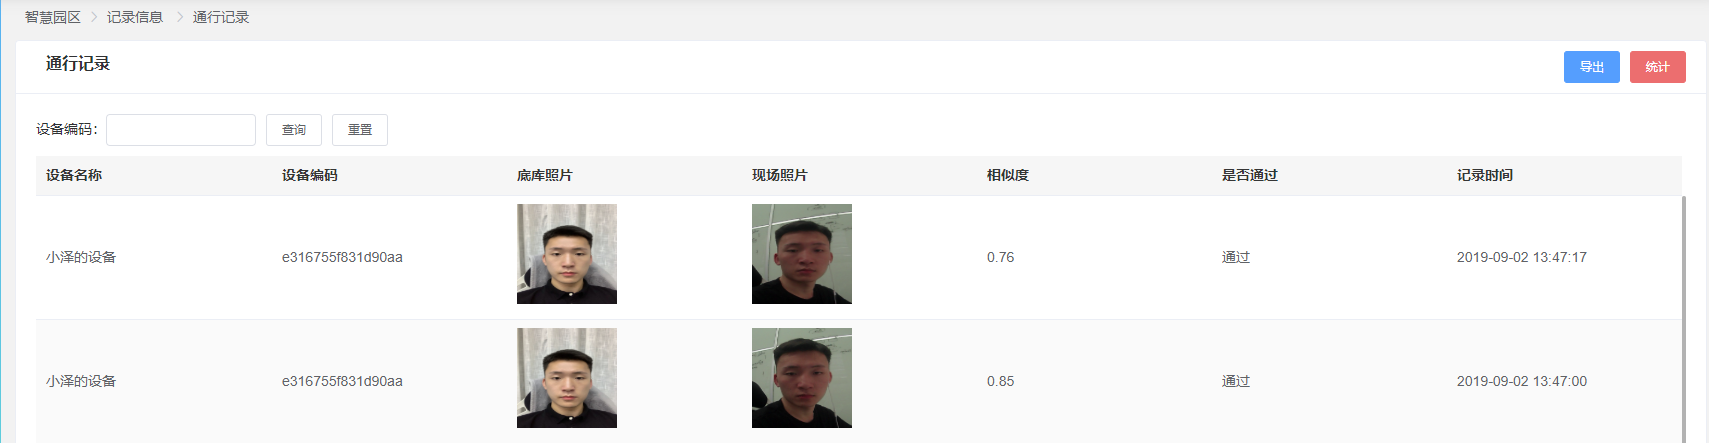 智慧园区 > 记录信息 > 通行记录
通行记录
导出 统计
设备编码： 查询 重置
设备名称 设备编码 底库照片 现场照片 相似度 是否通过 记录时间
小泽的设备 e316755f831d90aa 0.76 通过 2019-09-02 13:47:17
小泽的设备 e316755f831d90aa 0.85 通过 2019-09-02 13:47:00